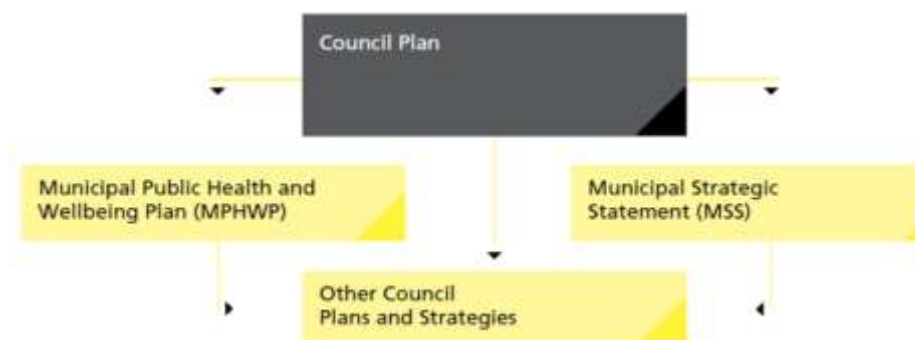 Council Plan
Municipal Public Health and
Wellbeing Plan (MPHWP)
Municipal Strategic
Statement (MSS)
Other Council
Plans and Strategies